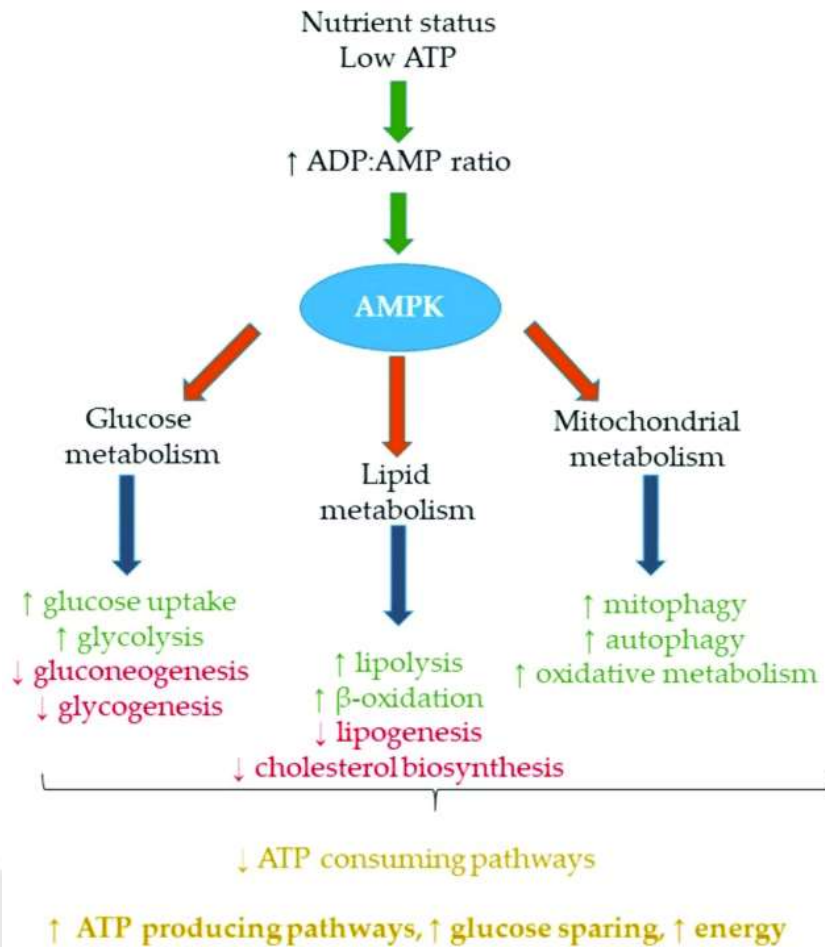 Nutrient status
Low ATP
↑ ADP:AMP ratio
AMPK
Glucose
metabolism
↑ glucose uptake
↑ glycolysis
↓ gluconeogenesis
↓ glycogenesis
Lipid
metabolism
↑ lipolysis
↑ β-oxidation
↓ lipogenesis
↓ cholesterol biosynthesis
Mitochondrial
metabolism
↑ mitophagy
↑ autophagy
↑ oxidative metabolism
↓ ATP consuming pathways
↑ ATP producing pathways, ↑ glucose sparing, ↑ energy